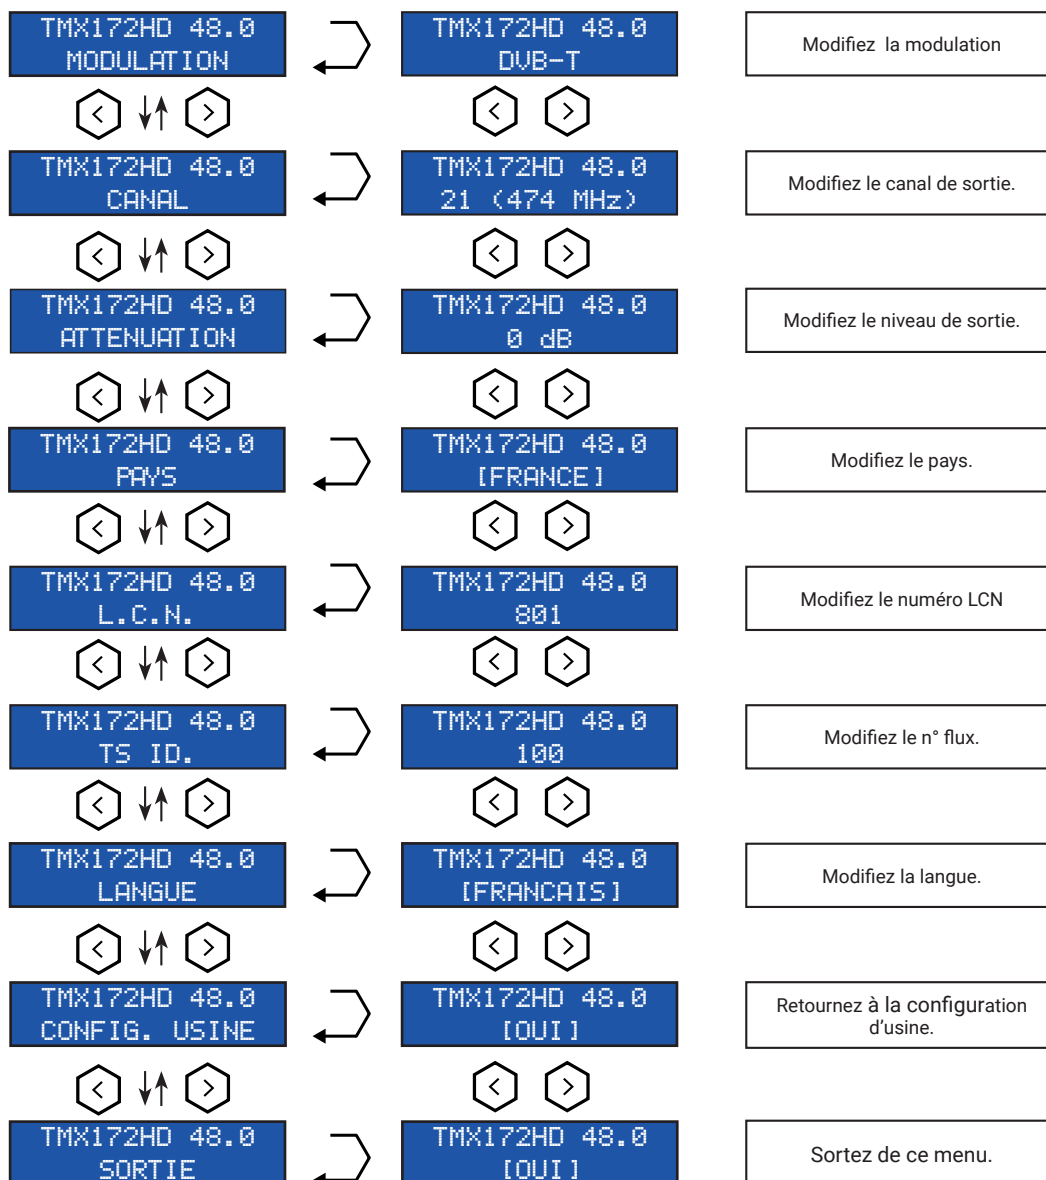 TMX172HD 48.0
MODULATION
TMX172HD 48.0
DVB-T
Modifiez la modulation
TMX172HD 48.0
CANAL
TMX172HD 48.0
21 (474 MHz)
Modifiez le canal de sortie.
TMX172HD 48.0
ATTENUATION
TMX172HD 48.0
0 dB
Modifiez le niveau de sortie.
TMX172HD 48.0
PAYS
TMX172HD 48.0
[FRANCE]
Modifiez le pays.
TMX172HD 48.0
L.C.N.
TMX172HD 48.0
801
Modifiez le numéro LCN
TMX172HD 48.0
TS ID.
TMX172HD 48.0
100
Modifiez le n° flux.
TMX172HD 48.0
LANGUE
TMX172HD 48.0
[FRANCAIS]
Modifiez la langue.
TMX172HD 48.0
CONFIG. USINE
TMX172HD 48.0
[OUI]
Retournez à la configuration
d'usine.
TMX172HD 48.0
SORTIE
TMX172HD 48.0
[OUI]
Sortez de ce menu.